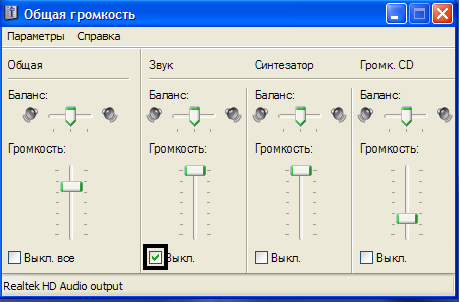 Общая громкость
Параметры Справка
Общая Звук Синтезатор Громк. CD
Баланс: Баланс: Баланс: Баланс:
Громкость: Громкость: Громкость: Громкость:
Выкл. все Выкл. Выкл. Выкл.
Realtek HD Audio output